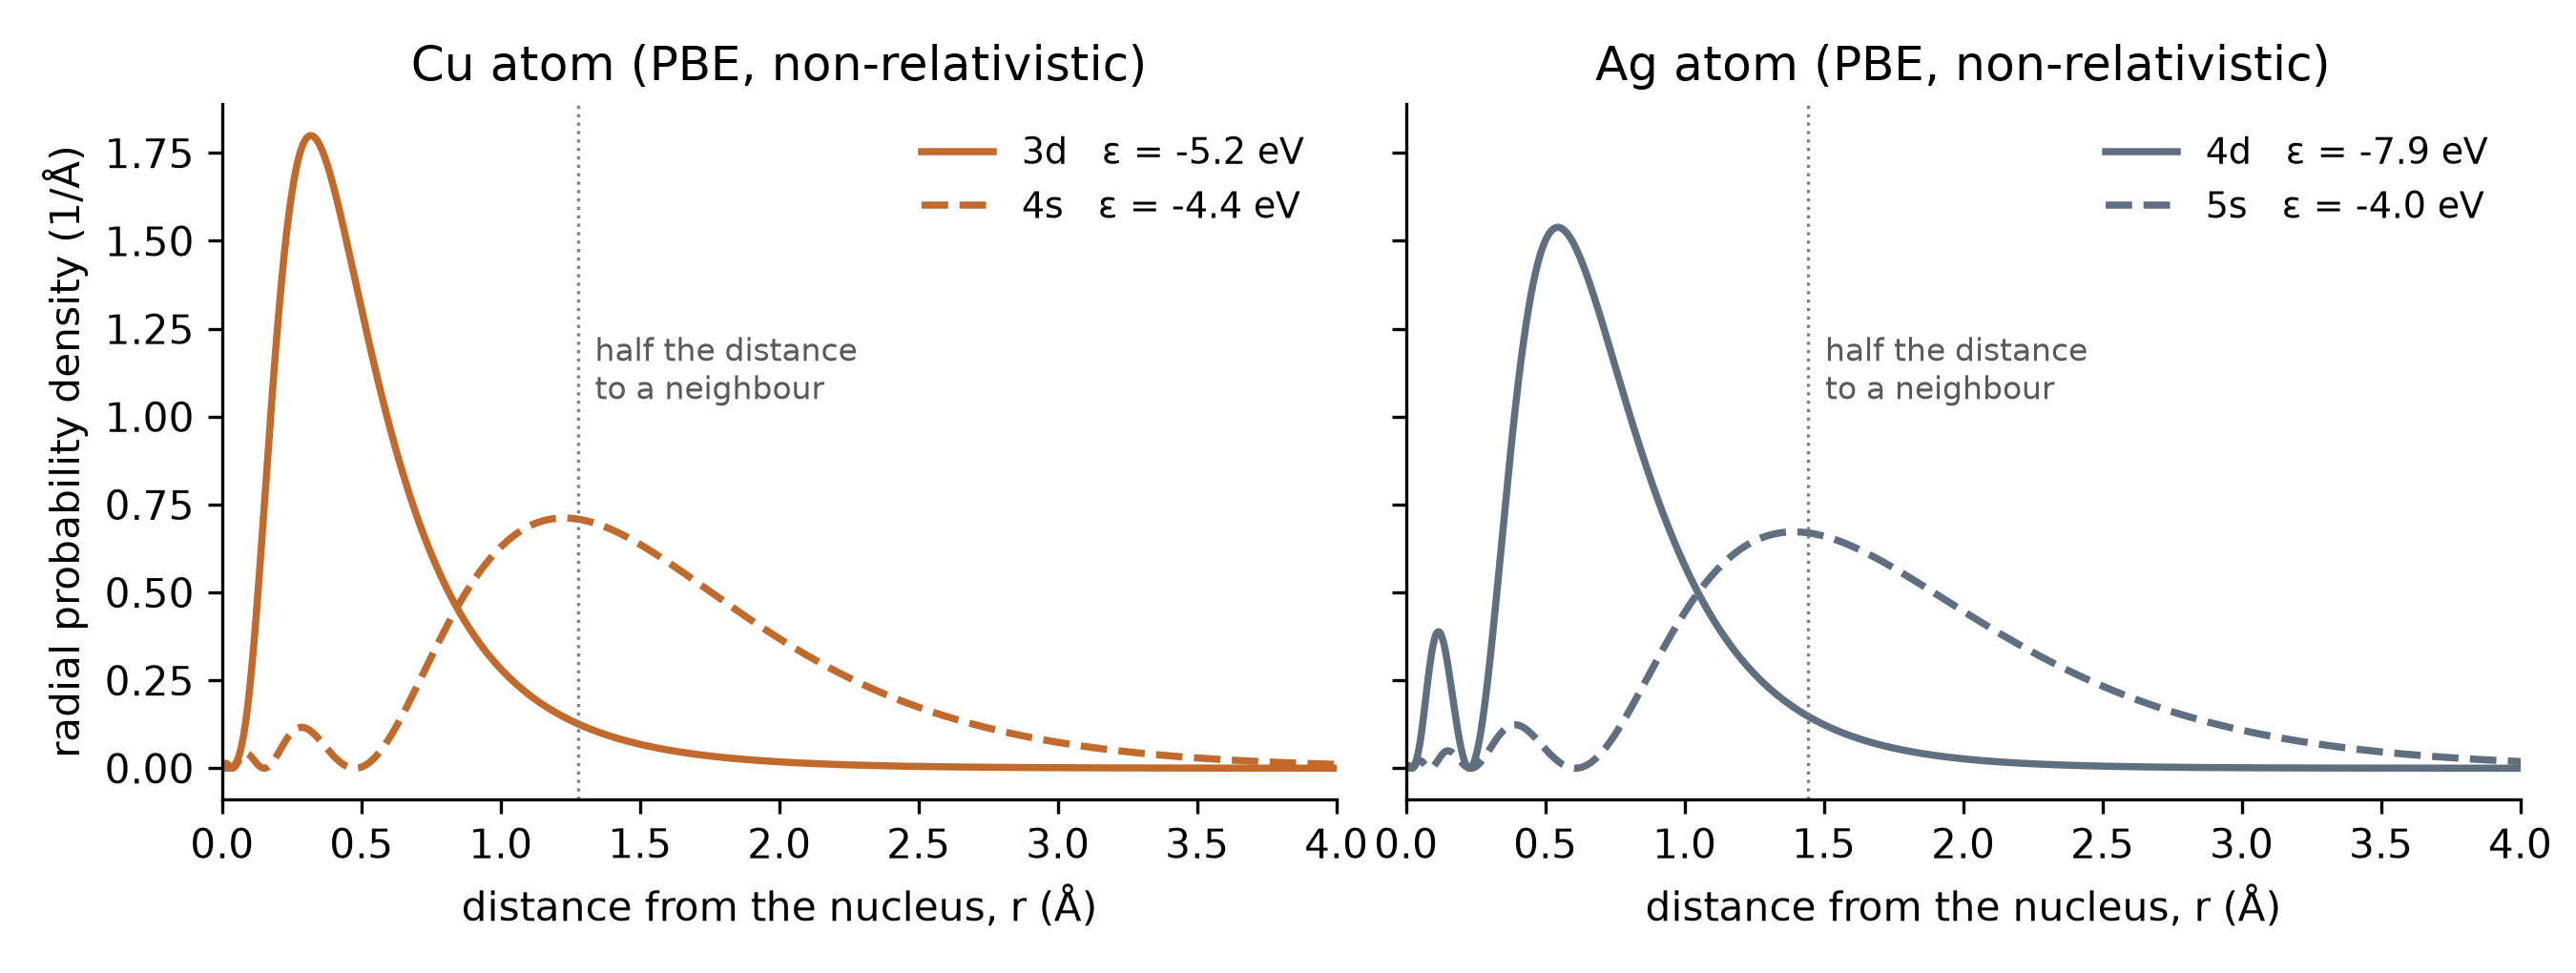 Cu atom (PBE, non-relativistic)
3d ε = -5.2 eV
4s ε = -4.4 eV
half the distance
to a neighbour
radial probability density (1/Å)
1.75
1.50
1.25
1.00
0.75
0.50
0.25
0.00
0.0 0.5 1.0 1.5 2.0 2.5 3.0 3.5 4.0
distance from the nucleus, r (Å)
Ag atom (PBE, non-relativistic)
4d ε = -7.9 eV
5s ε = -4.0 eV
half the distance
to a neighbour
0.0 0.5 1.0 1.5 2.0 2.5 3.0 3.5 4.0
distance from the nucleus, r (Å)